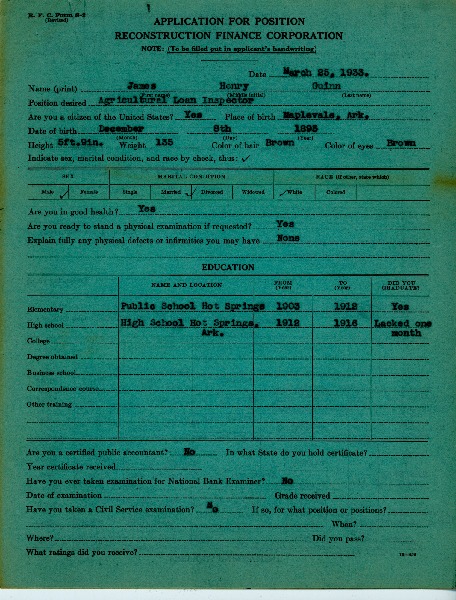 R. F. C. Form S-2
(Revised)
1
APPLICATION FOR POSITION
RECONSTRUCTION FINANCE CORPORATION
NOTE: (To be filled out in applicant's handwriting)
Date March 25, 1933.
Name (print) James Henry Guinn
(First name) (Middle initial) (Last name)
Position desired Agricultural Loan Inspector
Are you a citizen of the United States? Yes Place of birth Maplevale, Ark.
Date of birth December 8th 1895
(Month) (Day) (Year)
Height 5ft.9in. Weight 135 Color of hair Brown Color of eyes Brown
Indicate sex, marital condition, and race by check, thus: ✓
SEX MARITAL CONDITION RACE (If other, state which)
Male ✓ Female Single Married ✓ Divorced Widowed ✓ White Colored
Are you in good health? Yes
Are you ready to stand a physical examination if requested? Yes
Explain fully any physical defects or infirmities you may have None
EDUCATION
NAME AND LOCATION FROM (YEAR) TO (YEAR) DID YOU GRADUATE?
Elementary Public School Hot Springs 1903 1912 Yes
High school High School Hot Springs, Ark. 1912 1916 Lacked one month
College
Degree obtained
Business school
Correspondence course
Other training
Are you a certified public accountant? No In what State do you hold certificate?
Year certificate received
Have you ever taken examination for National Bank Examiner? No
Date of examination Grade received
Have you taken a Civil Service examination? No If so, for what position or positions?
When?
Where? Did you pass?
What ratings did you receive?